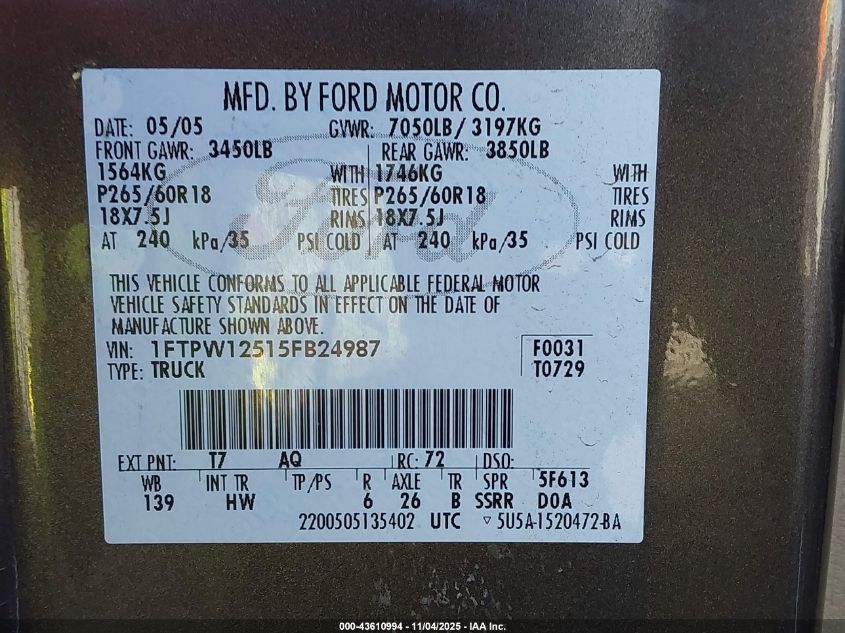 MFD. BY FORD MOTOR CO.
DATE: 05/05 GVWR: 7050LB/ 3197KG
FRONT GAWR: 3450LB REAR GAWR: 3850LB
1564KG WITH 1746KG WITH
P265/60R18 TIRES P265/60R18 TIRES
18X7.5J RIMS 18X7.5J RIMS
AT 240 kPa/35 PSI COLD AT 240 kPa/35 PSI COLD
Ford
THIS VEHICLE CONFORMS TO ALL APPLICABLE FEDERAL MOTOR
VEHICLE SAFETY STANDARDS IN EFFECT ON THE DATE OF
MANUFACTURE SHOWN ABOVE.
VIN: 1FTPW12515FB24987 F0031
TYPE: TRUCK T0729
EXT PNT: T7 AQ RC: 72 DSO:
WB INT TR TP/PS R AXLE TR SPR 5F613
139 HW 6 26 B SSRR DOA
2200505135402 UTC ▽ 5U5A-1520472-BA
000-43610994 - 11/04/2025 - IAA Inc.